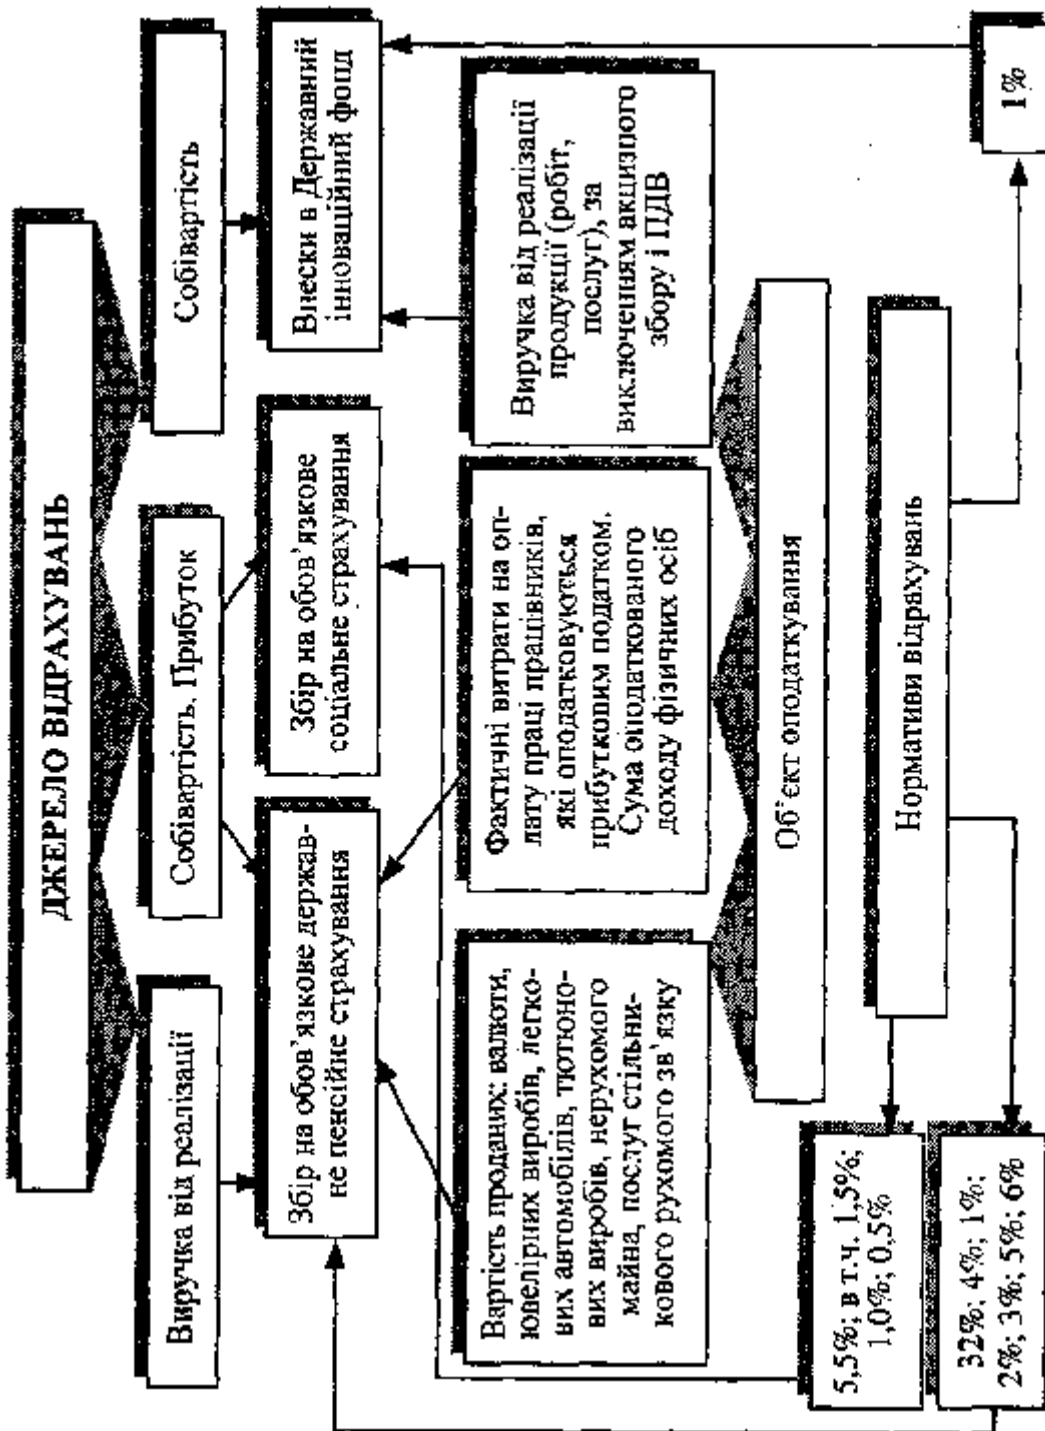 ДЖЕРЕЛО ВІДРАХУВАНЬ
Виручка від реалізації
Собівартість. Прибуток
Собівартість
Збір на обов'язкове держав-
не пенсійне страхування
Збір на обов'язкове
соціальне страхування
Внески в Державний
інноваційний фонд
Вартість проданих: валюти,
ювелірних виробів, легко-
вих автомобілів, тютюно-
вих виробів, нерухомого
майна, послуг стільни-
кового рухомого зв'язку
Фактичні витрати на оп-
лату праці працівників,
які оподатковуються
прибутковим податком.
Сума оподаткованого
доходу фізичних осіб
Виручка від реалізації
продукції (робіт,
послуг), за
виключенням акцизного
збору і ПДВ
Об'єкт оподаткування
Нормативи відрахувань
5,5%; в т.ч. 1,5%;
1,0%; 0,5%
32%; 4%; 1%;
2%; 3%; 5%; 6%
1%